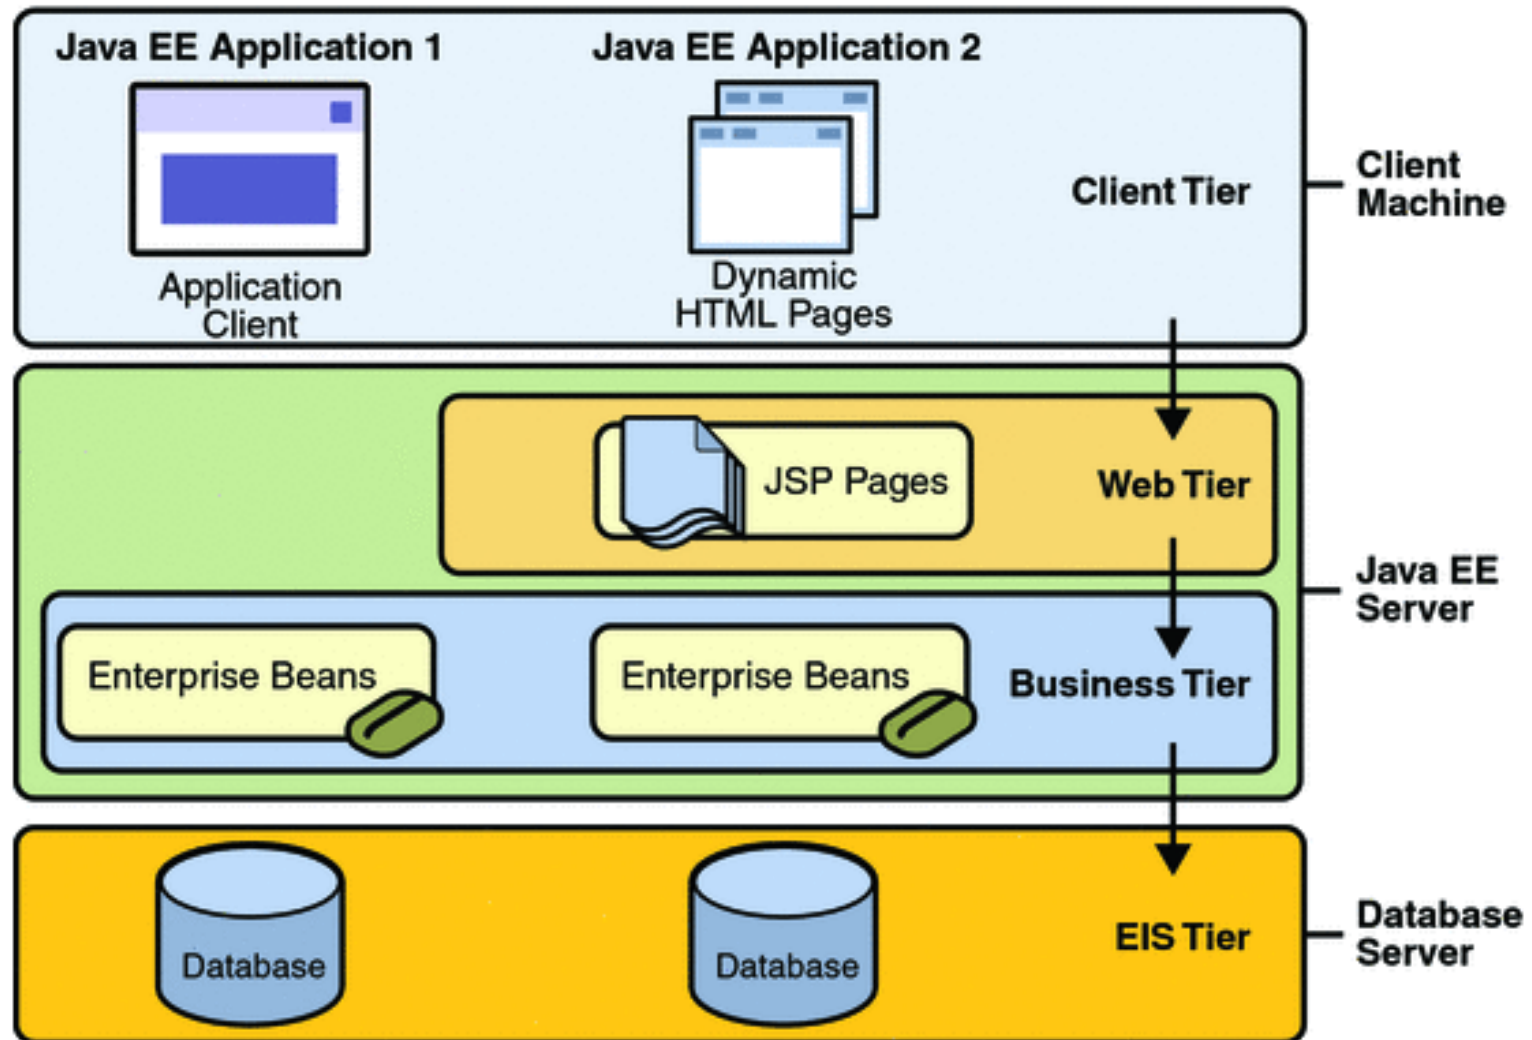 Java EE Application 1
Java EE Application 2
Application
Client
Dynamic
HTML Pages
Client Tier
Client
Machine
JSP Pages
Web Tier
Java EE
Server
Enterprise Beans
Enterprise Beans
Business Tier
Database
Database
EIS Tier
Database
Server